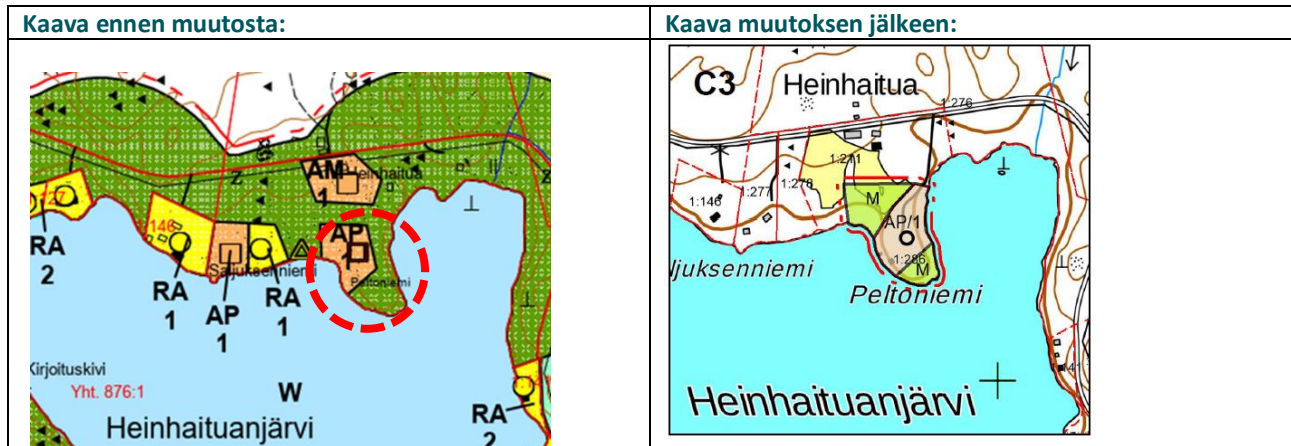 Kaava ennen muutosta:
Kaava muutoksen jälkeen:
AM
1
Z
Z
RA
2
1:146
RA
1
AP
1
RA
1
AP
Peltoniemi
Kirjoituskivi
Yht. 876:1
W
RA
2
Heinhaituanjärvi
C3
Heinhaitua
1:276
1:271
1:278
1:277
1:146
M
AP/1
1:286
M
ljuksenniemi
Peltoniemi
Heinhaituanjärvi